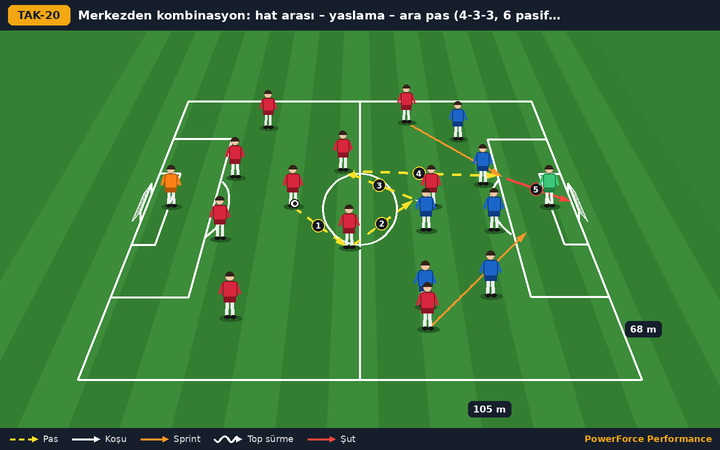 TAK-20 Merkezden kombinasyon: hat arası – yaslama – ara pas (4-3-3, 6 pasif…
4
3
5
2
1
68 m
105 m
Pas Koşu Sprint Top sürme Şut PowerForce Performance